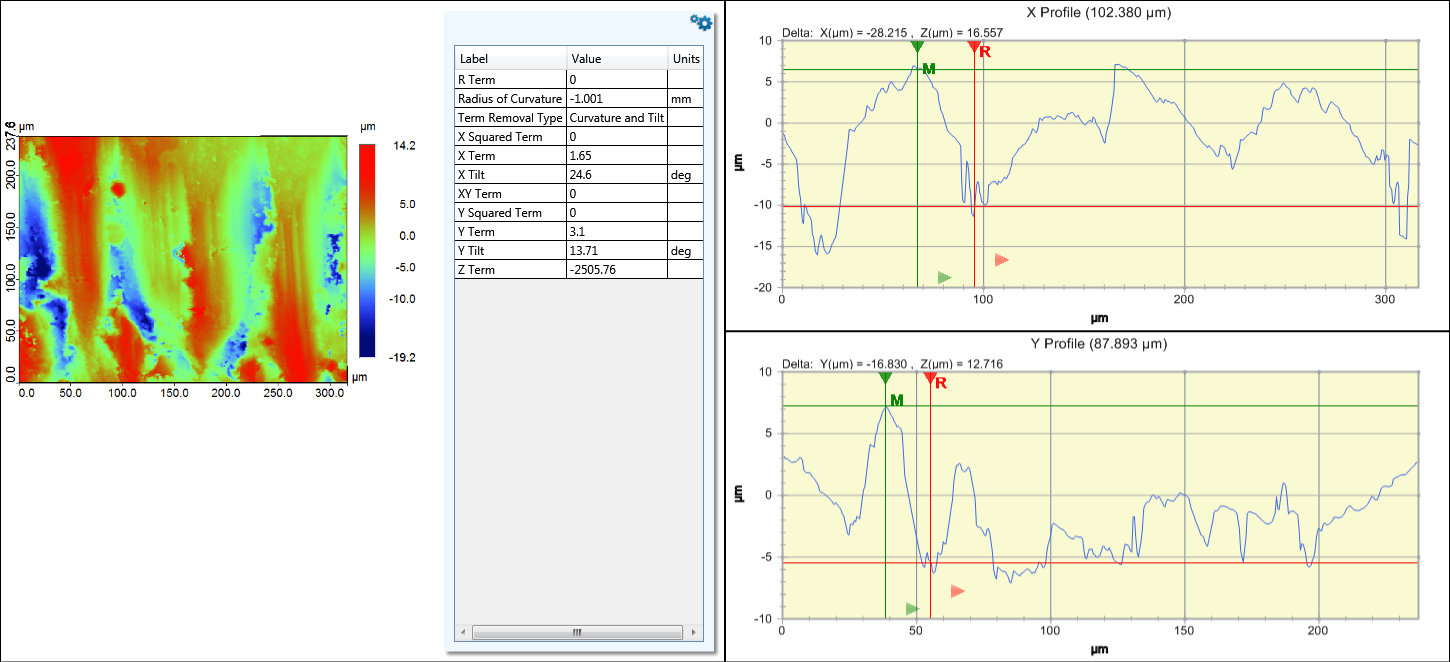 µm
237.6
200.0
150.0
100.0
50.0
0.0
0.0 50.0 100.0 150.0 200.0 250.0 300.0
µm
µm
14.2
5.0
0.0
-5.0
-10.0
-19.2
Label Value Units
R Term 0
Radius of Curvature -1.001 mm
Term Removal Type Curvature and Tilt
X Squared Term 0
X Term 1.65
X Tilt 24.6 deg
XY Term 0
Y Squared Term 0
Y Term 3.1
Y Tilt 13.71 deg
Z Term -2505.76
X Profile (102.380 µm)
Delta: X(µm) = -28.215 , Z(µm) = 16.557
M
R
10
5
0
-5
-10
-15
-20
µm
0 100 200 300
µm
Y Profile (87.893 µm)
Delta: Y(µm) = -16.830 , Z(µm) = 12.716
M
R
10
5
0
-5
-10
µm
0 50 100 150 200
µm